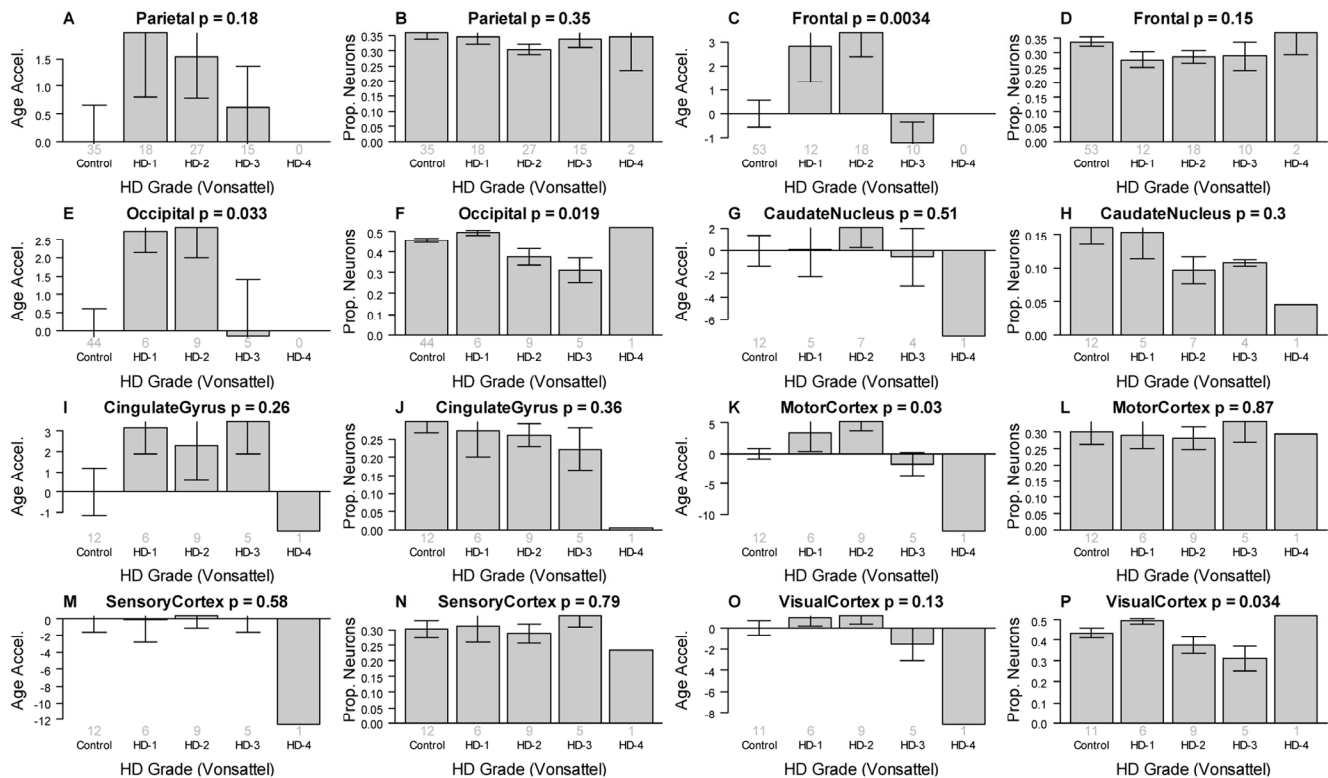 A Parietal p = 0.18
Age Accel.
1.5
1.0
0.5
0.0
35 18 27 15 0
Control HD-1 HD-2 HD-3 HD-4
HD Grade (Vonsattel)
B Parietal p = 0.35
Prop. Neurons
0.35
0.30
0.25
0.20
0.15
0.10
0.05
0.00
35 18 27 15 2
Control HD-1 HD-2 HD-3 HD-4
HD Grade (Vonsattel)
C Frontal p = 0.0034
Age Accel.
3
2
1
0
-1
53 12 18 10 0
Control HD-1 HD-2 HD-3 HD-4
HD Grade (Vonsattel)
D Frontal p = 0.15
Prop. Neurons
0.35
0.30
0.25
0.20
0.15
0.10
0.05
0.00
53 12 18 10 2
Control HD-1 HD-2 HD-3 HD-4
HD Grade (Vonsattel)
E Occipital p = 0.033
Age Accel.
2.5
2.0
1.5
1.0
0.5
0.0
44 6 9 5 0
Control HD-1 HD-2 HD-3 HD-4
HD Grade (Vonsattel)
F Occipital p = 0.019
Prop. Neurons
0.5
0.4
0.3
0.2
0.1
0.0
44 6 9 5 1
Control HD-1 HD-2 HD-3 HD-4
HD Grade (Vonsattel)
G CaudateNucleus p = 0.51
Age Accel.
2
0
-2
-4
-6
12 5 7 4 1
Control HD-1 HD-2 HD-3 HD-4
HD Grade (Vonsattel)
H CaudateNucleus p = 0.3
Prop. Neurons
0.15
0.10
0.05
0.00
12 5 7 4 1
Control HD-1 HD-2 HD-3 HD-4
HD Grade (Vonsattel)
I CingulateGyrus p = 0.26
Age Accel.
3
2
1
0
-1
12 6 9 5 1
Control HD-1 HD-2 HD-3 HD-4
HD Grade (Vonsattel)
J CingulateGyrus p = 0.36
Prop. Neurons
0.25
0.20
0.15
0.10
0.05
0.00
12 6 9 5 1
Control HD-1 HD-2 HD-3 HD-4
HD Grade (Vonsattel)
K MotorCortex p = 0.03
Age Accel.
5
0
-5
-10
12 6 9 5 1
Control HD-1 HD-2 HD-3 HD-4
HD Grade (Vonsattel)
L MotorCortex p = 0.87
Prop. Neurons
0.30
0.25
0.20
0.15
0.10
0.05
0.00
12 6 9 5 1
Control HD-1 HD-2 HD-3 HD-4
HD Grade (Vonsattel)
M SensoryCortex p = 0.58
Age Accel.
0
-2
-4
-6
-8
-10
-12
12 6 9 5 1
Control HD-1 HD-2 HD-3 HD-4
HD Grade (Vonsattel)
N SensoryCortex p = 0.79
Prop. Neurons
0.30
0.25
0.20
0.15
0.10
0.05
0.00
12 6 9 5 1
Control HD-1 HD-2 HD-3 HD-4
HD Grade (Vonsattel)
O VisualCortex p = 0.13
Age Accel.
0
-2
-4
-6
-8
11 6 9 5 1
Control HD-1 HD-2 HD-3 HD-4
HD Grade (Vonsattel)
P VisualCortex p = 0.034
Prop. Neurons
0.5
0.4
0.3
0.2
0.1
0.0
11 6 9 5 1
Control HD-1 HD-2 HD-3 HD-4
HD Grade (Vonsattel)